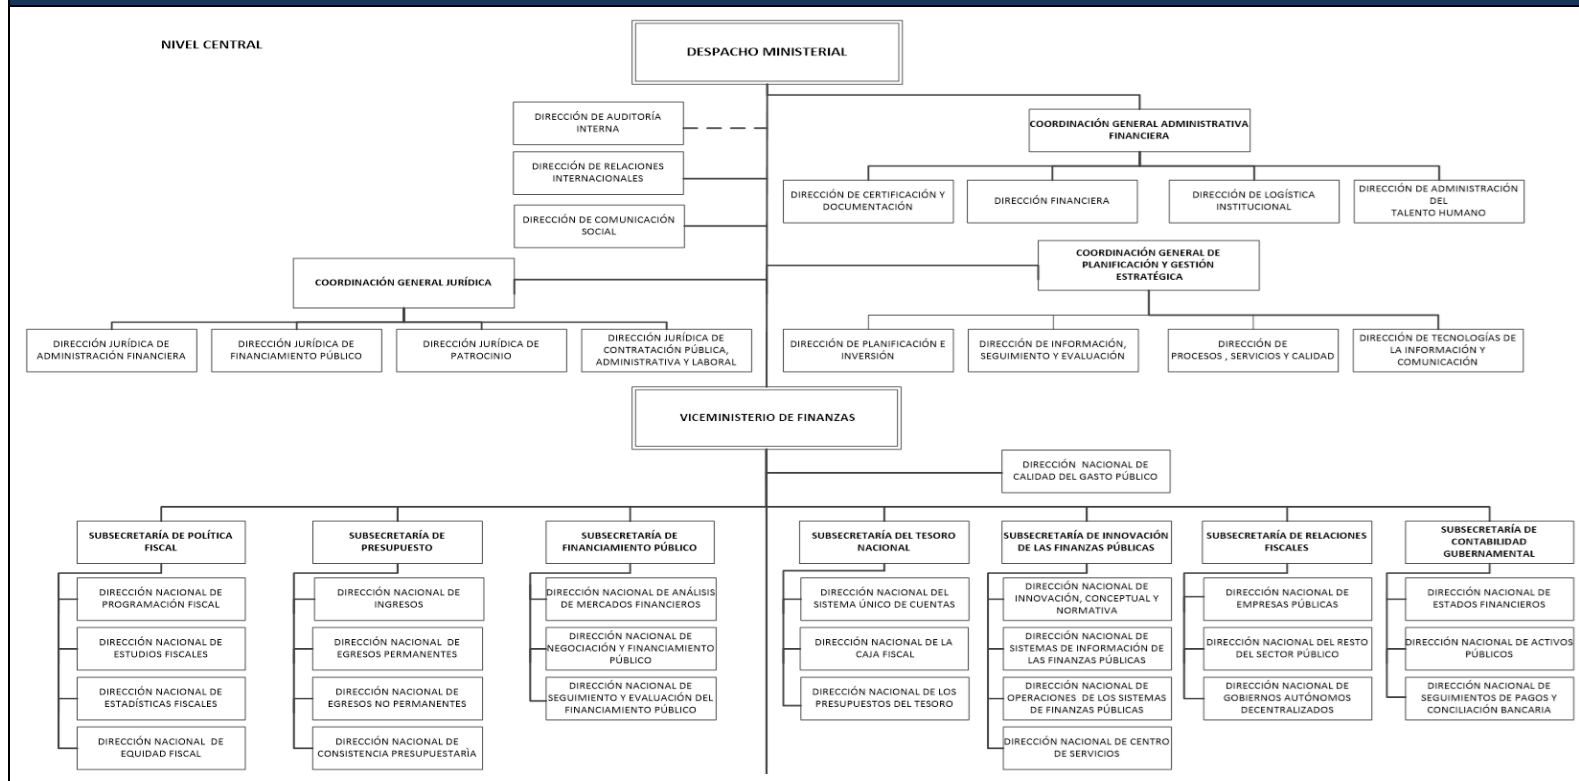 NIVEL CENTRAL
DESPACHO MINISTERIAL
DIRECCIÓN DE AUDITORÍA
INTERNA
DIRECCIÓN DE RELACIONES
INTERNACIONALES
DIRECCIÓN DE COMUNICACIÓN
SOCIAL
COORDINACIÓN GENERAL ADMINISTRATIVA
FINANCIERA
DIRECCIÓN DE CERTIFICACIÓN Y
DOCUMENTACIÓN
DIRECCIÓN FINANCIERA
DIRECCIÓN DE LOGÍSTICA
INSTITUCIONAL
DIRECCIÓN DE ADMINISTRACIÓN
DEL
TALENTO HUMANO
COORDINACIÓN GENERAL JURÍDICA
DIRECCIÓN JURÍDICA DE
ADMINISTRACIÓN FINANCIERA
DIRECCIÓN JURÍDICA DE
FINANCIAMIENTO PÚBLICO
DIRECCIÓN JURÍDICA DE
PATROCINIO
DIRECCIÓN JURÍDICA DE
CONTRATACIÓN PÚBLICA,
ADMINISTRATIVA Y LABORAL
COORDINACIÓN GENERAL DE
PLANIFICACIÓN Y GESTIÓN
ESTRATÉGICA
DIRECCIÓN DE PLANIFICACIÓN E
INVERSIÓN
DIRECCIÓN DE INFORMACIÓN,
SEGUIMIENTO Y EVALUACIÓN
DIRECCIÓN DE
PROCESOS , SERVICIOS Y CALIDAD
DIRECCIÓN DE TECNOLOGÍAS DE
LA INFORMACIÓN Y
COMUNICACIÓN
VICEMINISTERIO DE FINANZAS
DIRECCIÓN NACIONAL DE
CALIDAD DEL GASTO PÚBLICO
SUBSECRETARÍA DE POLÍTICA
FISCAL
DIRECCIÓN NACIONAL DE
PROGRAMACIÓN FISCAL
DIRECCIÓN NACIONAL DE
ESTUDIOS FISCALES
DIRECCIÓN NACIONAL DE
ESTADÍSTICAS FISCALES
DIRECCIÓN NACIONAL DE
EQUIDAD FISCAL
SUBSECRETARÍA DE
PRESUPUESTO
DIRECCIÓN NACIONAL DE
INGRESOS
DIRECCIÓN NACIONAL DE
EGRESOS PERMANENTES
DIRECCIÓN NACIONAL DE
EGRESOS NO PERMANENTES
DIRECCIÓN NACIONAL DE
CONSISTENCIA PRESUPUESTARÌA
SUBSECRETARÍA DE
FINANCIAMIENTO PÚBLICO
DIRECCIÓN NACIONAL DE ANÁLISIS
DE MERCADOS FINANCIEROS
DIRECCIÓN NACIONAL DE
NEGOCIACIÓN Y FINANCIAMIENTO
PÚBLICO
DIRECCIÓN NACIONAL DE
SEGUIMIENTO Y EVALUACIÓN DEL
FINANCIAMIENTO PÚBLICO
SUBSECRETARÍA DEL TESORO
NACIONAL
DIRECCIÓN NACIONAL DEL
SISTEMA ÚNICO DE CUENTAS
DIRECCIÓN NACIONAL DE LA
CAJA FISCAL
DIRECCIÓN NACIONAL DE LOS
PRESUPUESTOS DEL TESORO
SUBSECRETARÍA DE INNOVACIÓN
DE LAS FINANZAS PÚBLICAS
DIRECCIÓN NACIONAL DE
INNOVACIÓN, CONCEPTUAL Y
NORMATIVA
DIRECCIÓN NACIONAL DE
SISTEMAS DE INFORMACIÓN DE
LAS FINANZAS PÚBLICAS
DIRECCIÓN NACIONAL DE
OPERACIONES DE LOS SISTEMAS
DE FINANZAS PÚBLICAS
DIRECCIÓN NACIONAL DE CENTRO
DE SERVICIOS
SUBSECRETARÍA DE RELACIONES
FISCALES
DIRECCIÓN NACIONAL DE
EMPRESAS PÚBLICAS
DIRECCIÓN NACIONAL DEL RESTO
DEL SECTOR PÚBLICO
DIRECCIÓN NACIONAL DE
GOBIERNOS AUTÓNOMOS
DECENTRALIZADOS
SUBSECRETARÍA DE
CONTABILIDAD
GUBERNAMENTAL
DIRECCIÓN NACIONAL DE
ESTADOS FINANCIEROS
DIRECCIÓN NACIONAL DE ACTIVOS
PÚBLICOS
DIRECCIÓN NACIONAL DE
SEGUIMIENTOS DE PAGOS Y
CONCILIACIÓN BANCARIA